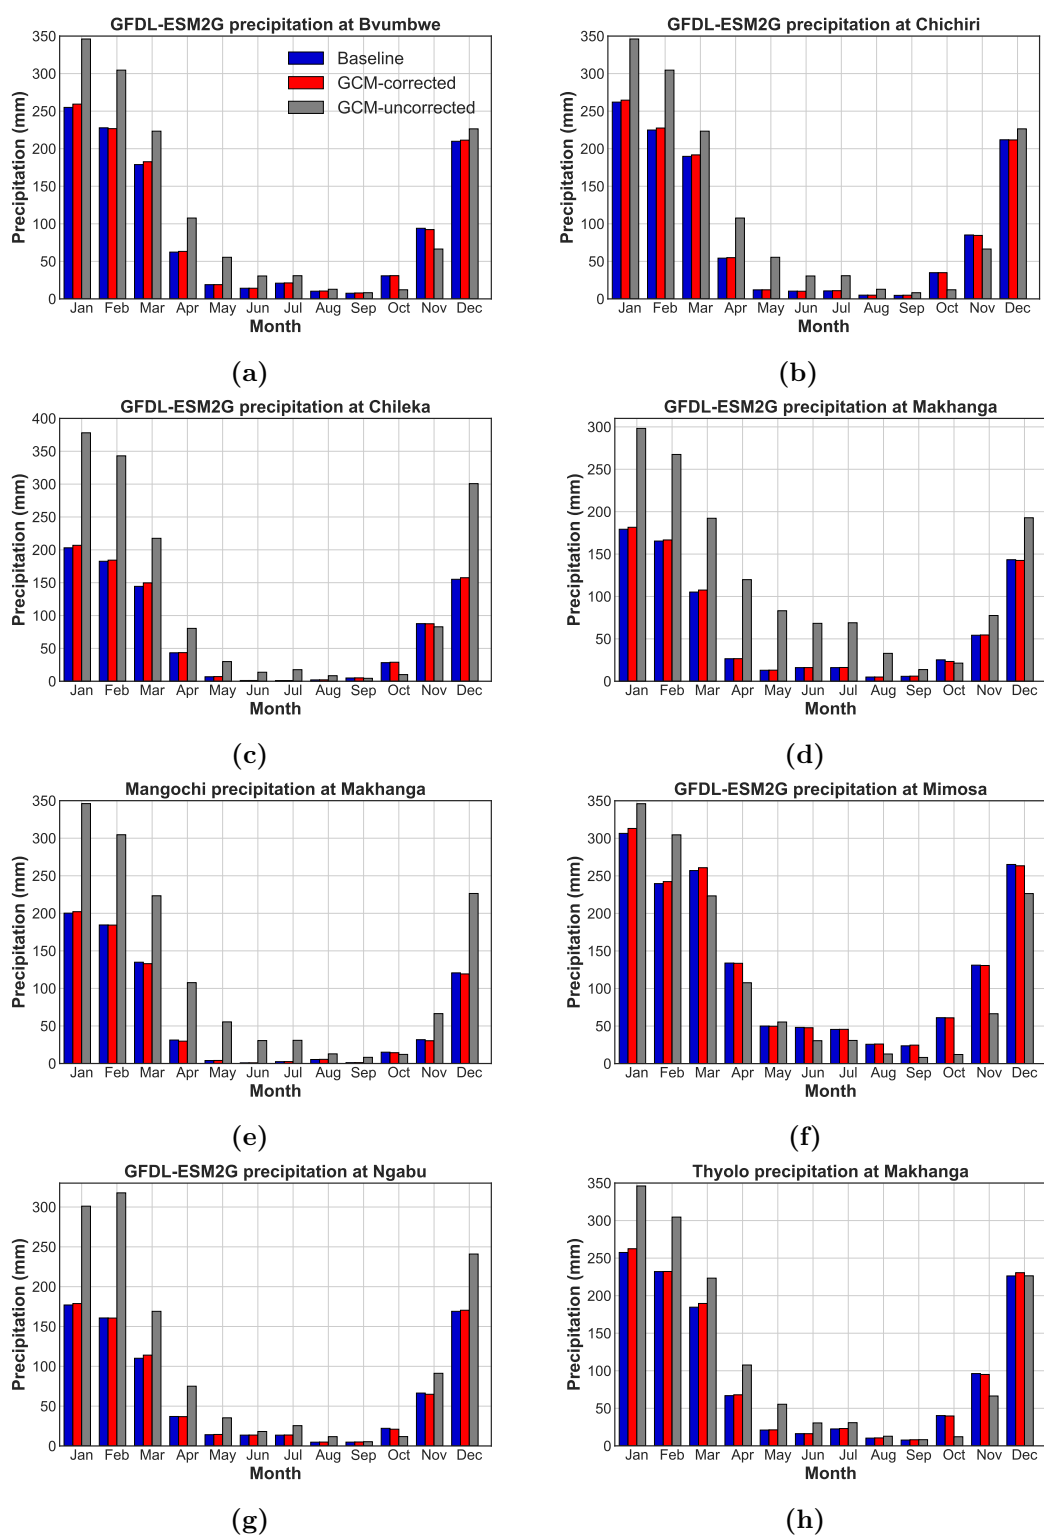 GFDL-ESM2G precipitation at Bvumbwe
350
300
250
200
150
100
50
0
Precipitation (mm)
Baseline
GCM-corrected
GCM-uncorrected
Jan Feb Mar Apr May Jun Jul Aug Sep Oct Nov Dec
Month
(a)
GFDL-ESM2G precipitation at Chichiri
350
300
250
200
150
100
50
0
Precipitation (mm)
Jan Feb Mar Apr May Jun Jul Aug Sep Oct Nov Dec
Month
(b)
GFDL-ESM2G precipitation at Chileka
400
350
300
250
200
150
100
50
0
Precipitation (mm)
Jan Feb Mar Apr May Jun Jul Aug Sep Oct Nov Dec
Month
(c)
GFDL-ESM2G precipitation at Makhanga
300
250
200
150
100
50
0
Precipitation (mm)
Jan Feb Mar Apr May Jun Jul Aug Sep Oct Nov Dec
Month
(d)
Mangochi precipitation at Makhanga
350
300
250
200
150
100
50
0
Precipitation (mm)
Jan Feb Mar Apr May Jun Jul Aug Sep Oct Nov Dec
Month
(e)
GFDL-ESM2G precipitation at Mimosa
350
300
250
200
150
100
50
0
Precipitation (mm)
Jan Feb Mar Apr May Jun Jul Aug Sep Oct Nov Dec
Month
(f)
GFDL-ESM2G precipitation at Ngabu
300
250
200
150
100
50
0
Precipitation (mm)
Jan Feb Mar Apr May Jun Jul Aug Sep Oct Nov Dec
Month
(g)
Thyolo precipitation at Makhanga
350
300
250
200
150
100
50
0
Precipitation (mm)
Jan Feb Mar Apr May Jun Jul Aug Sep Oct Nov Dec
Month
(h)